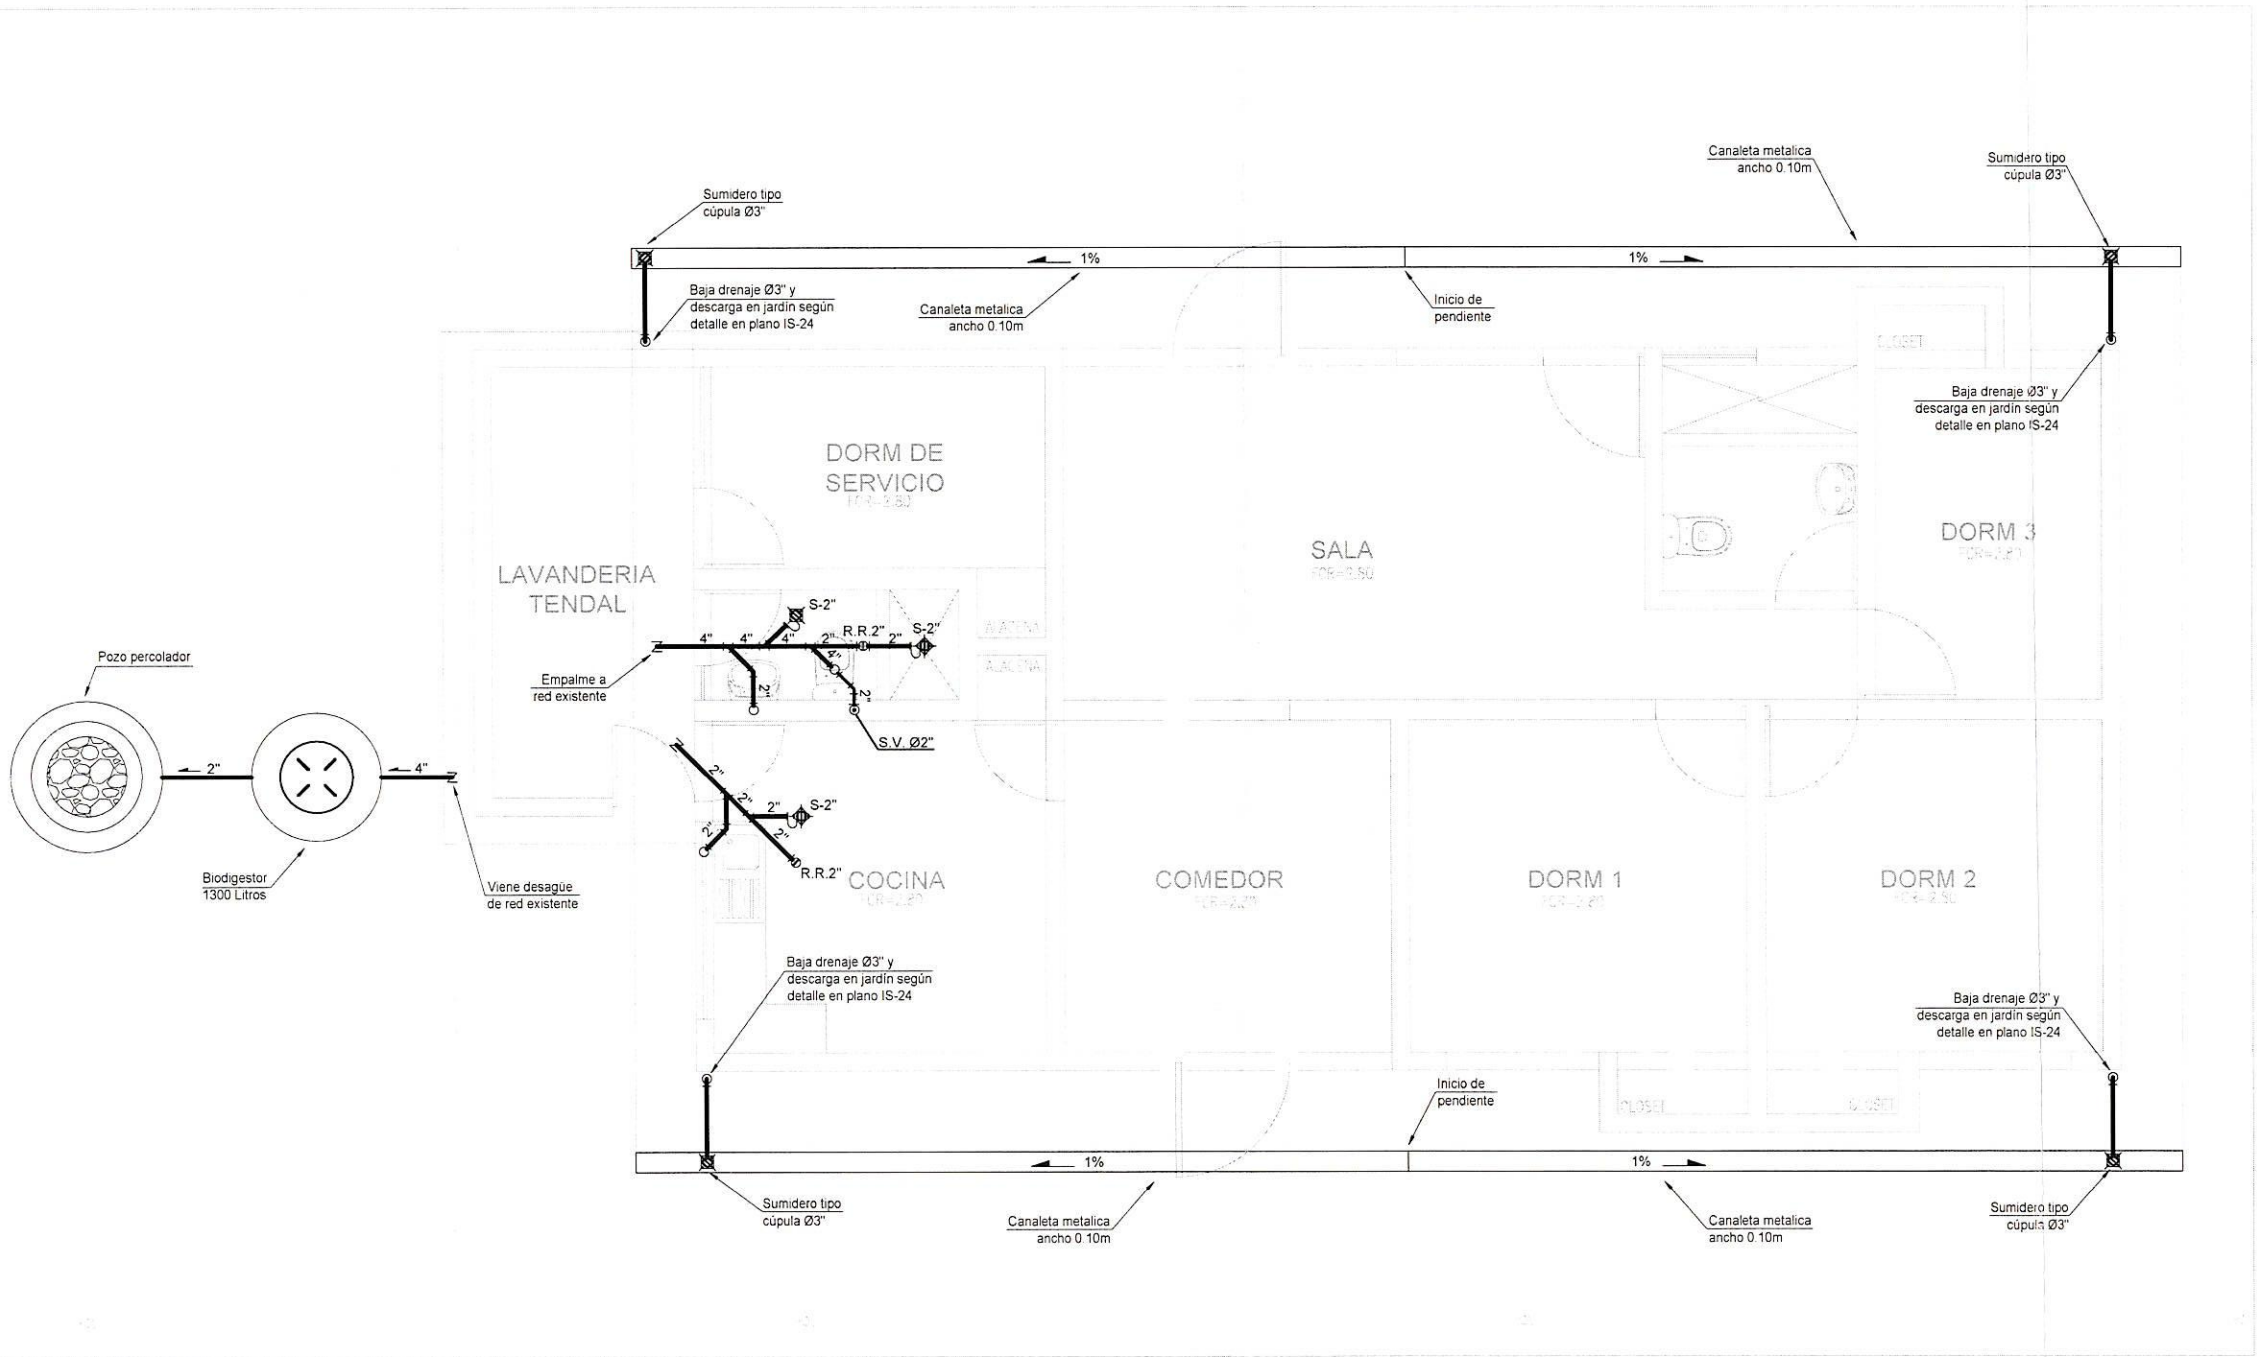 Canaleta metalica
ancho 0.10m
Sumidero tipo
cúpula Ø3"
Sumidero tipo
cúpula Ø3"
1%
1%
Baja drenaje Ø3" y
descarga en jardín según
detalle en plano IS-24
Canaleta metalica
ancho 0.10m
Inicio de
pendiente
CLOSET
Baja drenaje Ø3" y
descarga en jardín según
detalle en plano IS-24
DORM DE
SERVICIO
SALA
DORM 3
LAVANDERIA
TENDAL
S-2"
4"
4"
4"
2"
R.R.2"
2"
S-2"
4"
2"
2"
ALACENA
ALACENA
Empalme a
red existente
S.V. Ø2"
Pozo percolador
2"
4"
Biodigestor
1300 Litros
Viene desagüe
de red existente
2"
2"
2"
S-2"
2"
2"
R.R.2"
COCINA
COMEDOR
DORM 1
DORM 2
Baja drenaje Ø3" y
descarga en jardín según
detalle en plano IS-24
Baja drenaje Ø3" y
descarga en jardín según
detalle en plano IS-24
Inicio de
pendiente
CLOSET
CLOSET
1%
1%
Sumidero tipo
cúpula Ø3"
Canaleta metalica
ancho 0.10m
Canaleta metalica
ancho 0.10m
Sumidero tipo
cúpula Ø3"